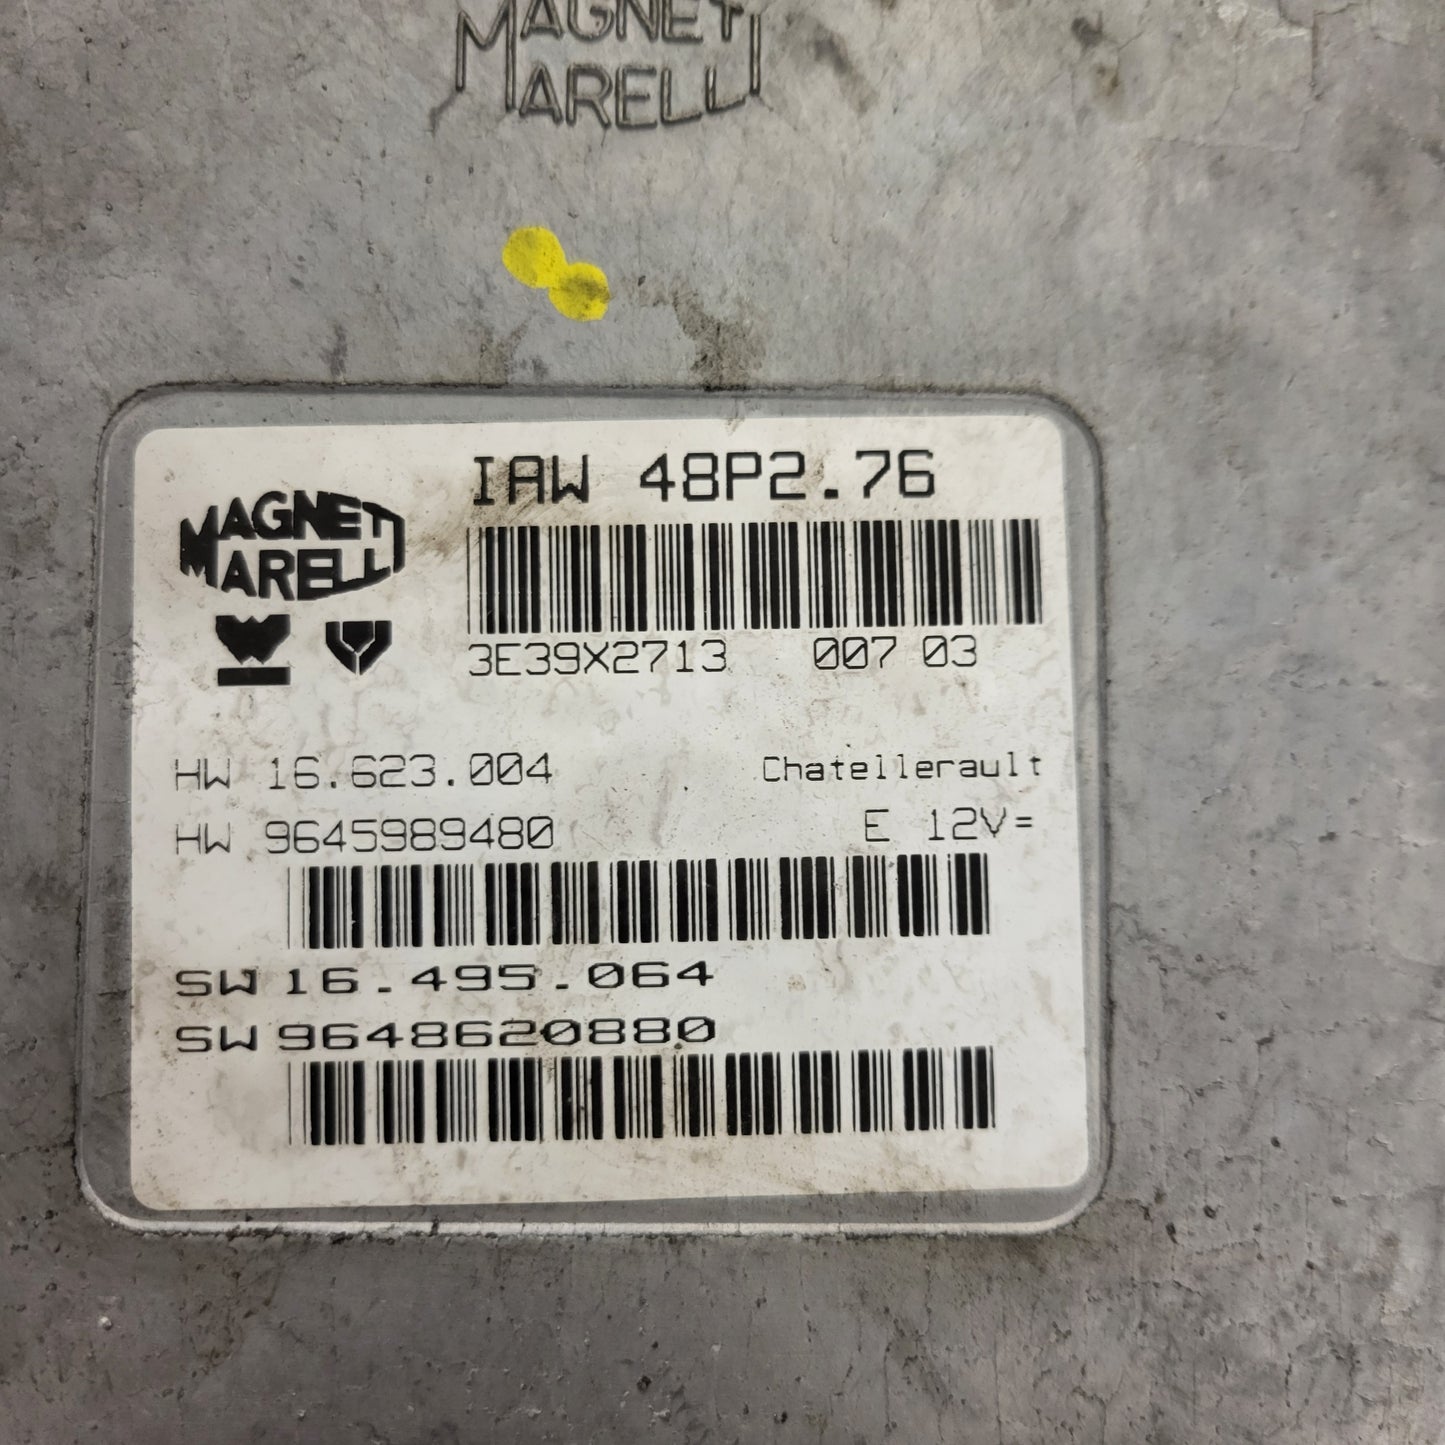 MAGNETI
MARELLI
IAW 48P2.76
MAGNETI
MARELLI
3E39X2713 007 03
HW 16.623.004
Chatellerault
HW 9645989480
E 12V=
SW 16.495.064
SW 9648620880